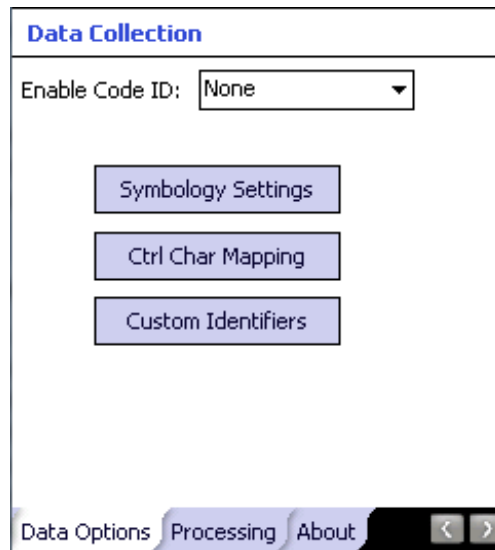 Data Collection
Enable Code ID: None
Symbology Settings
Ctrl Char Mapping
Custom Identifiers
Data Options Processing About